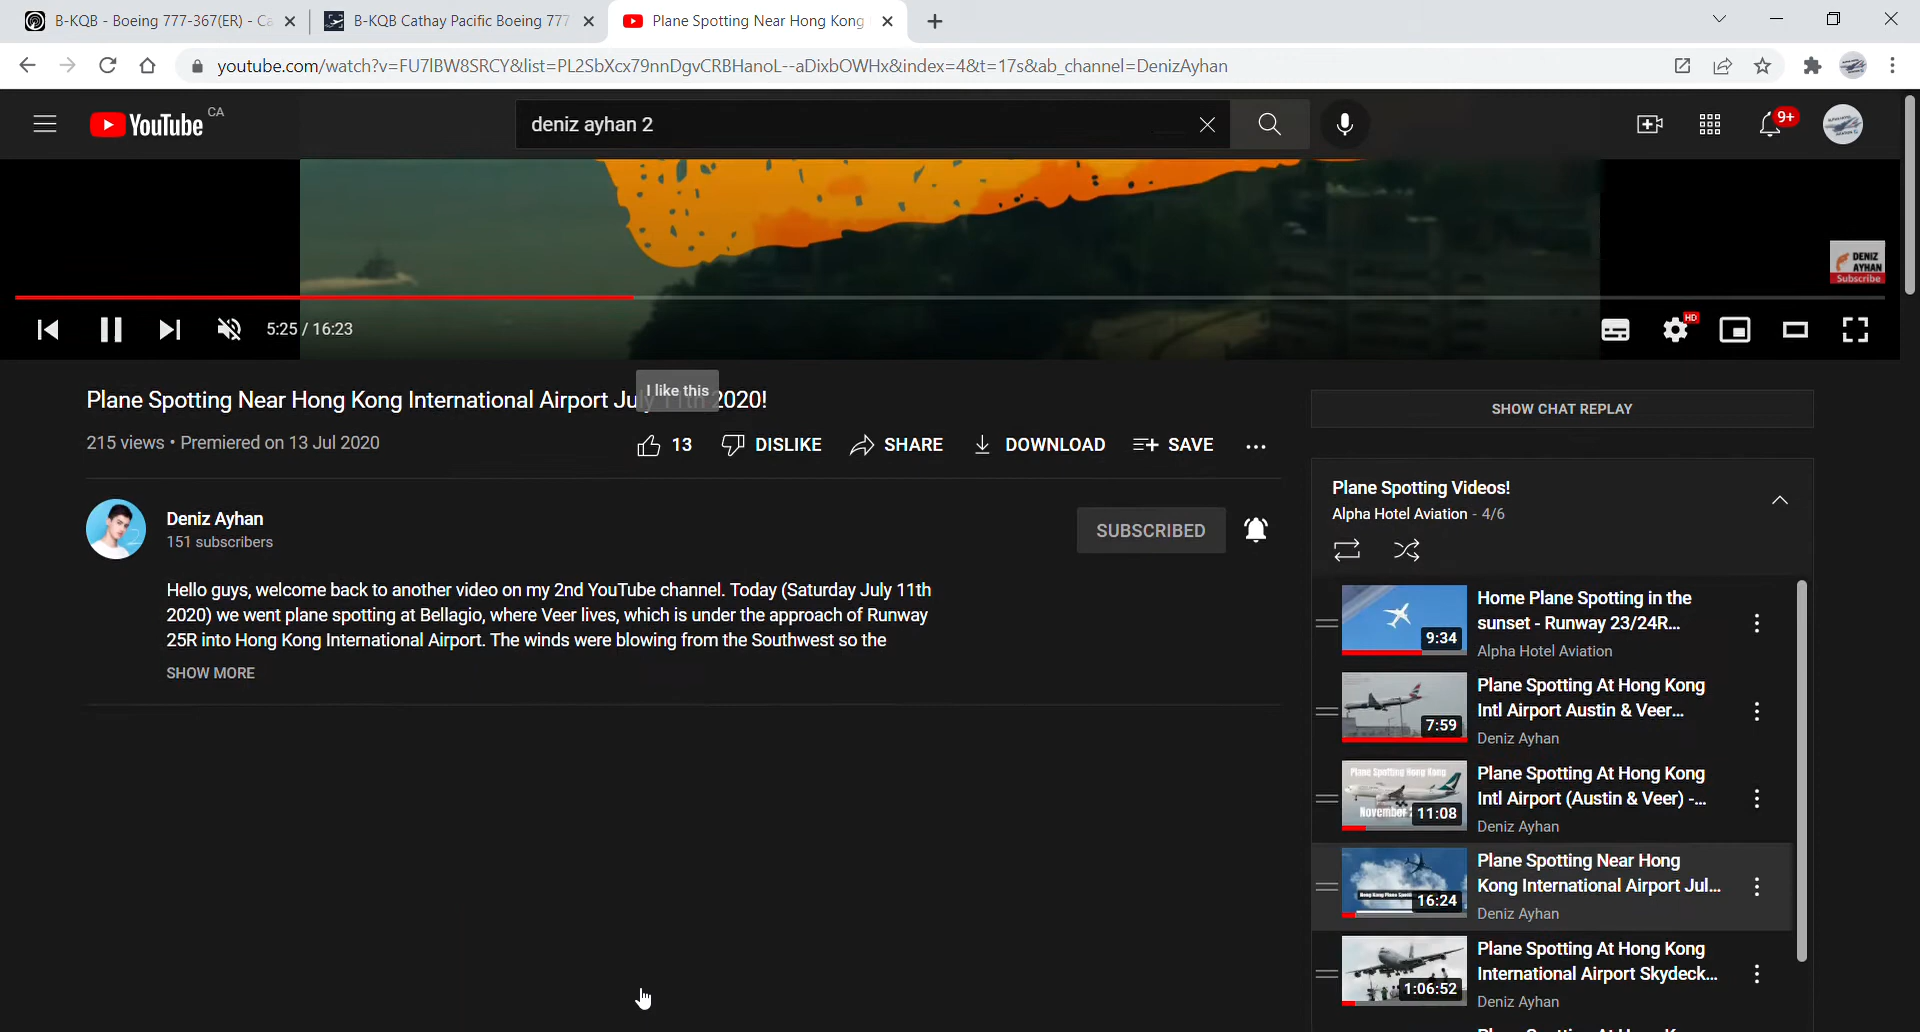 B-KQB - Boeing 777-367(ER) - Ca
B-KQB Cathay Pacific Boeing 777
Plane Spotting Near Hong Kong
youtube.com/watch?v=FU7lBW8SRCY&list=PL2SbXcx79nnDgvCRBHanoL--aDixbOWHx&index=4&t=17s&ab_channel=DenizAyhan
YouTube CA
deniz ayhan 2
9+
DENIZ
AYHAN
Subscribe
5:25 / 16:23
HD
I like this
Plane Spotting Near Hong Kong International Airport July 11th 2020!
215 views • Premiered on 13 Jul 2020
13 DISLIKE SHARE DOWNLOAD SAVE
Deniz Ayhan
151 subscribers
SUBSCRIBED
Hello guys, welcome back to another video on my 2nd YouTube channel. Today (Saturday July 11th
2020) we went plane spotting at Bellagio, where Veer lives, which is under the approach of Runway
25R into Hong Kong International Airport. The winds were blowing from the Southwest so the
SHOW MORE
SHOW CHAT REPLAY
Plane Spotting Videos!
Alpha Hotel Aviation - 4/6
9:34
Home Plane Spotting in the
sunset - Runway 23/24R...
Alpha Hotel Aviation
7:59
Plane Spotting At Hong Kong
Intl Airport Austin & Veer...
Deniz Ayhan
Plane Spotting Hong Kong
November
11:08
Plane Spotting At Hong Kong
Intl Airport (Austin & Veer) -...
Deniz Ayhan
16:24
Plane Spotting Near Hong
Kong International Airport Jul...
Deniz Ayhan
1:06:52
Plane Spotting At Hong Kong
International Airport Skydeck...
Deniz Ayhan